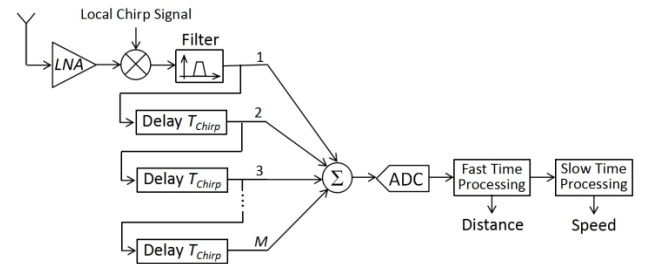 Local Chirp Signal
LNA
Filter
1
Delay T_Chirp
2
Delay T_Chirp
3
Delay T_Chirp
M
Σ
ADC
Fast Time
Processing
Slow Time
Processing
Distance
Speed